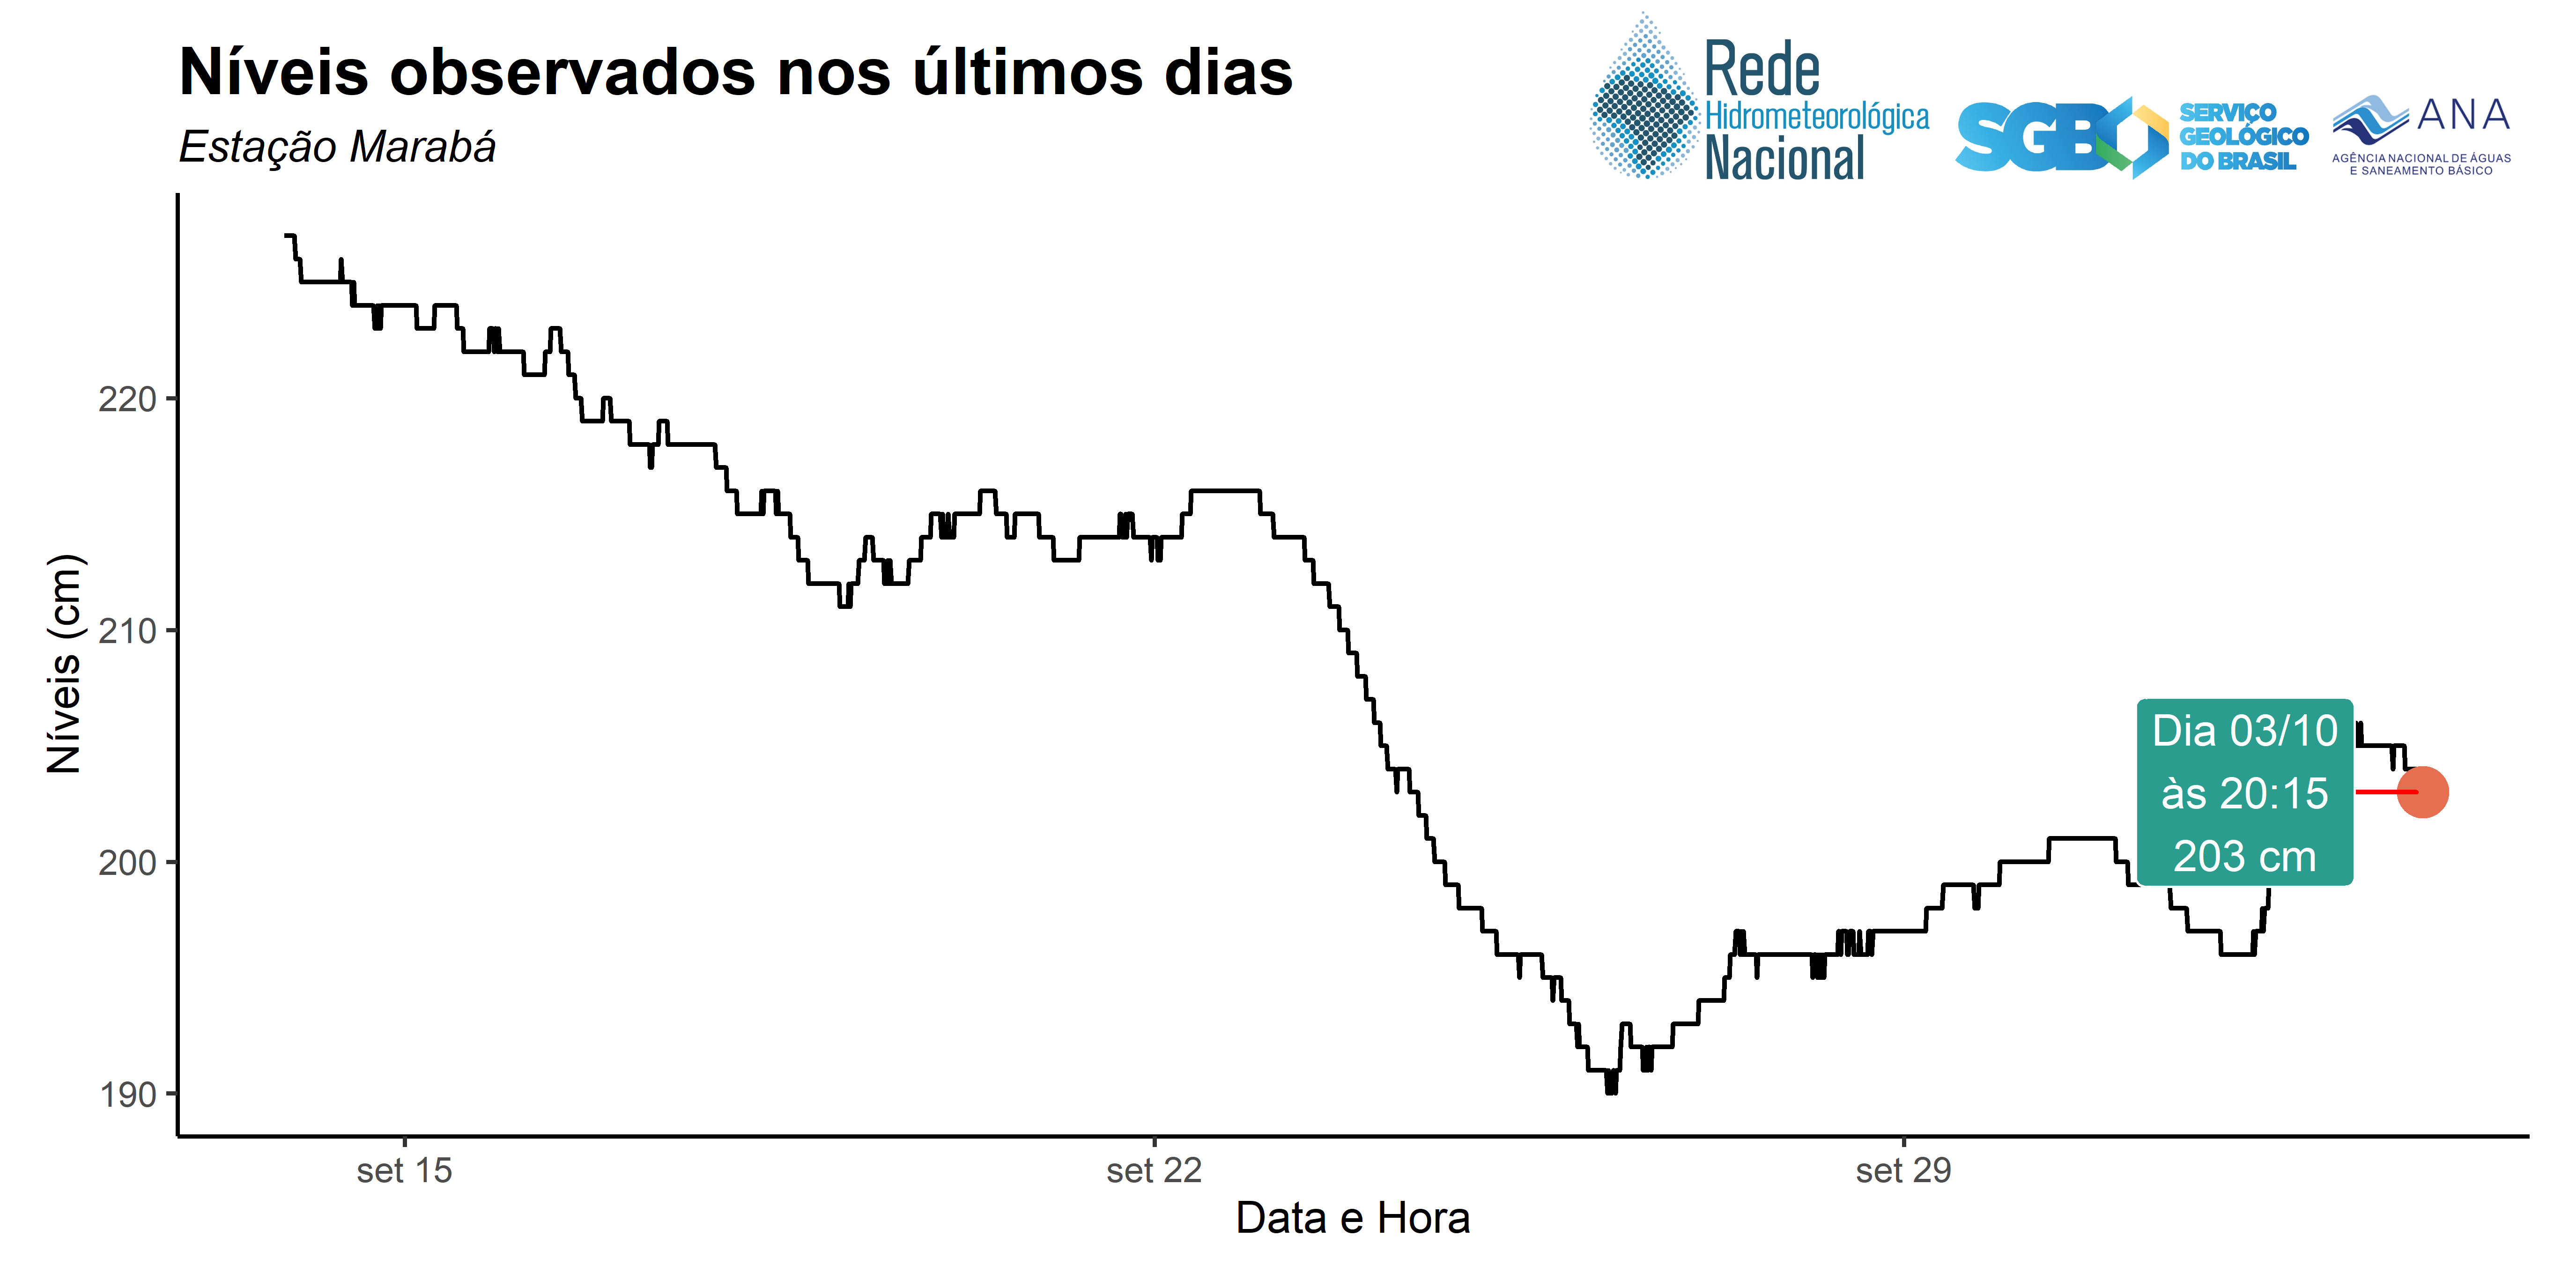 Níveis observados nos últimos dias
Estação Marabá
Rede
Hidrometeorológica
Nacional
SGB
SERVIÇO
GEOLÓGICO
DO BRASIL
ANA
AGÊNCIA NACIONAL DE ÁGUAS
E SANEAMENTO BÁSICO
Níveis (cm)
220
210
200
190
Dia 03/10
às 20:15
203 cm
set 15
set 22
set 29
Data e Hora